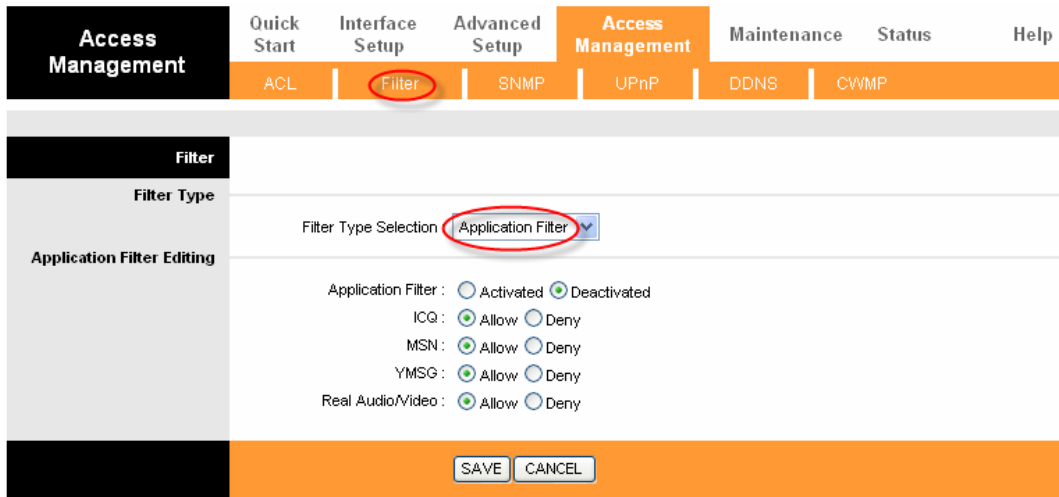 Access Management
Quick Start
Interface Setup
Advanced Setup
Access Management
Maintenance
Status
Help
ACL
Filter
SNMP
UPnP
DDNS
CWMP
Filter
Filter Type
Filter Type Selection
Application Filter
Application Filter Editing
Application Filter : Activated Deactivated
ICQ : Allow Deny
MSN : Allow Deny
YMSG : Allow Deny
Real Audio/Video : Allow Deny
SAVE CANCEL